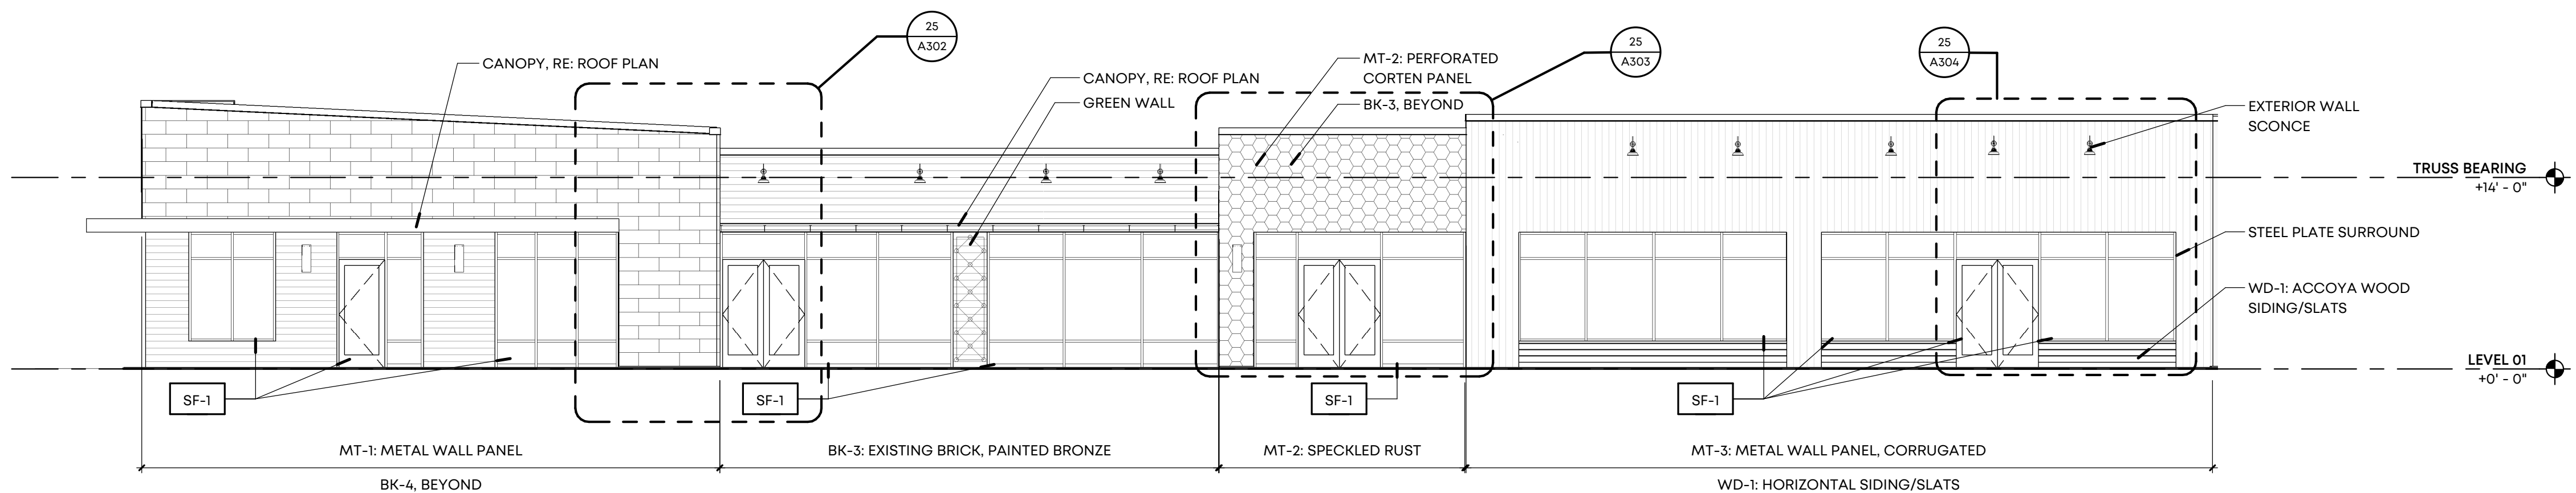 25
A302
25
A303
25
A304
CANOPY, RE: ROOF PLAN
CANOPY, RE: ROOF PLAN
GREEN WALL
MT-2: PERFORATED
CORTEN PANEL
BK-3, BEYOND
EXTERIOR WALL
SCONCE
TRUSS BEARING
+14' - 0"
STEEL PLATE SURROUND
WD-1: ACCOYA WOOD
SIDING/SLATS
LEVEL 01
+0' - 0"
SF-1
SF-1
SF-1
SF-1
MT-1: METAL WALL PANEL
BK-3: EXISTING BRICK, PAINTED BRONZE
MT-2: SPECKLED RUST
MT-3: METAL WALL PANEL, CORRUGATED
BK-4, BEYOND
WD-1: HORIZONTAL SIDING/SLATS